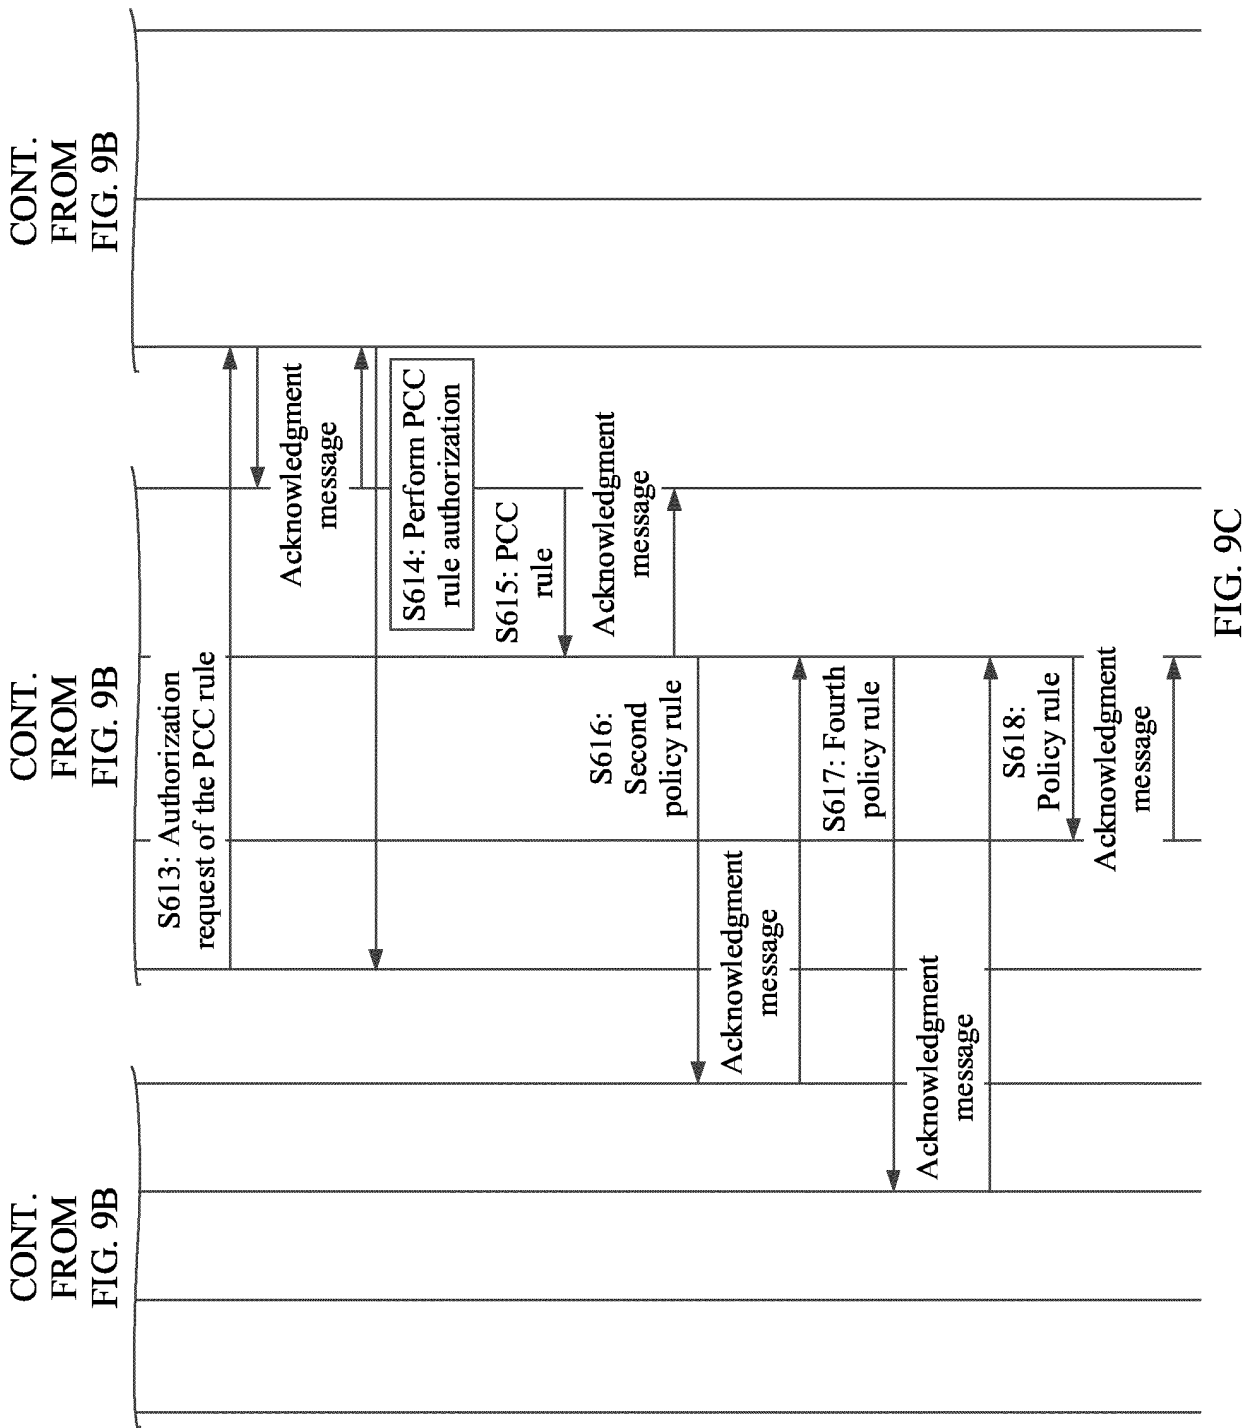 CONT.
FROM
FIG. 9B
CONT.
FROM
FIG. 9B
CONT.
FROM
FIG. 9B
S613: Authorization
request of the PCC rule
Acknowledgment
message
S614: Perform PCC
rule authorization
S615: PCC
rule
Acknowledgment
message
S616:
Second
policy rule
Acknowledgment
message
S617: Fourth
policy rule
Acknowledgment
message
S618:
Policy rule
Acknowledgment
message
FIG. 9C